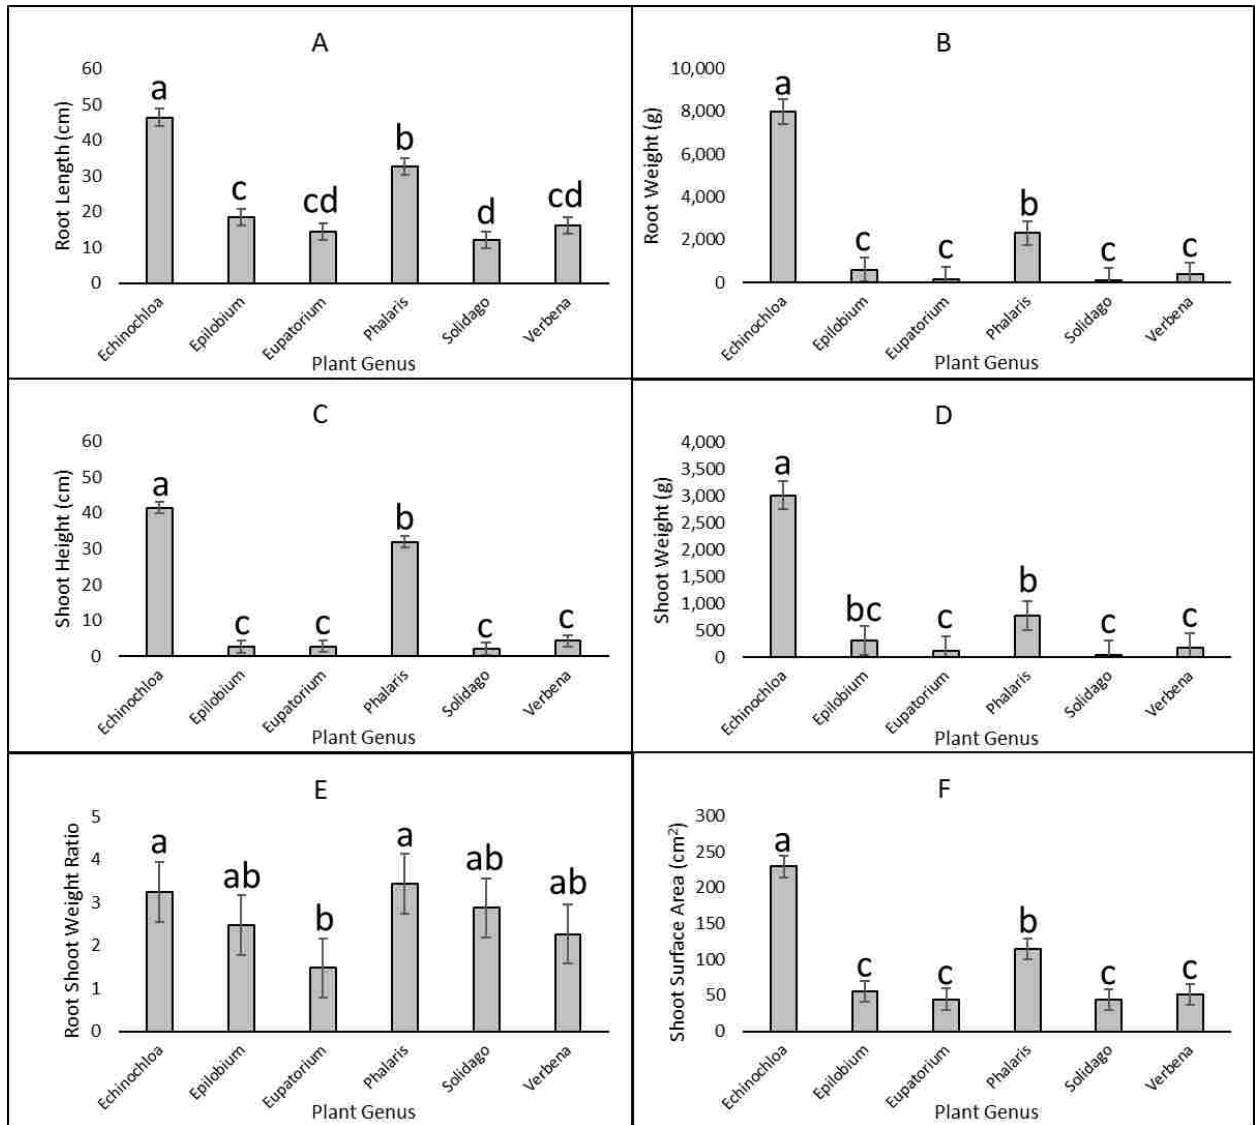 A
Root Length (cm)
60
50
40
30
20
10
0
a
c
cd
b
d
cd
Echinochloa
Epilobium
Eupatorium
Phalaris
Solidago
Verbena
Plant Genus
B
Root Weight (g)
10,000
8,000
6,000
4,000
2,000
0
a
c
c
b
c
c
Echinochloa
Epilobium
Eupatorium
Phalaris
Solidago
Verbena
Plant Genus
C
Shoot Height (cm)
60
50
40
30
20
10
0
a
c
c
b
c
c
Echinochloa
Epilobium
Eupatorium
Phalaris
Solidago
Verbena
Plant Genus
D
Shoot Weight (g)
4,000
3,500
3,000
2,500
2,000
1,500
1,000
500
0
a
bc
c
b
c
c
Echinochloa
Epilobium
Eupatorium
Phalaris
Solidago
Verbena
Plant Genus
E
Root Shoot Weight Ratio
5
4
3
2
1
0
a
ab
b
a
ab
ab
Echinochloa
Epilobium
Eupatorium
Phalaris
Solidago
Verbena
Plant Genus
F
Shoot Surface Area (cm²)
300
250
200
150
100
50
0
a
c
c
b
c
c
Echinochloa
Epilobium
Eupatorium
Phalaris
Solidago
Verbena
Plant Genus